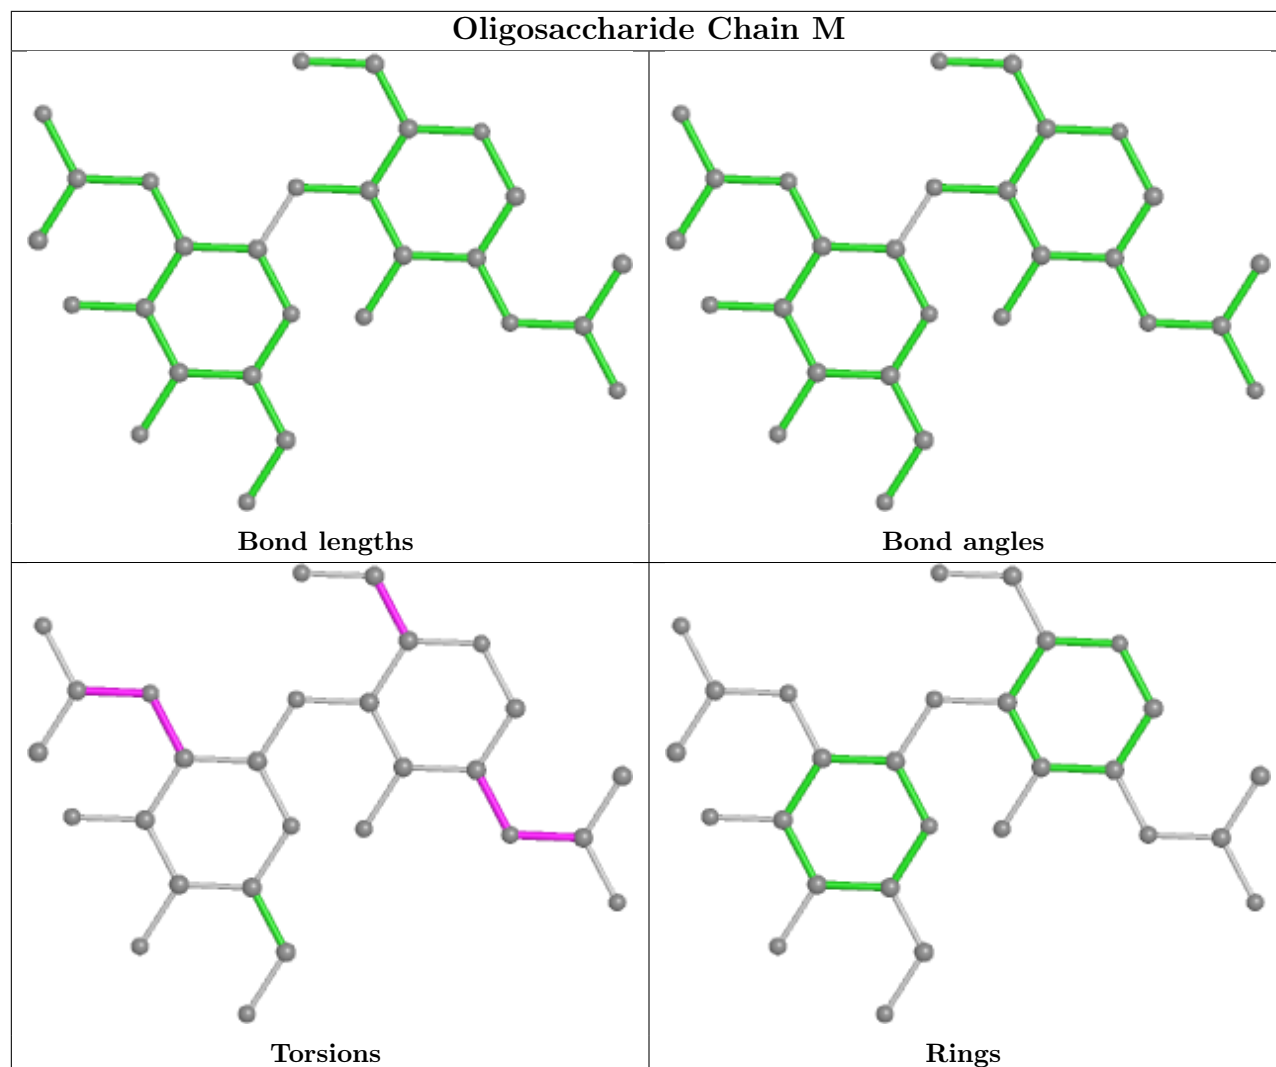 Oligosaccharide Chain M
Bond lengths
Bond angles
Torsions
Rings